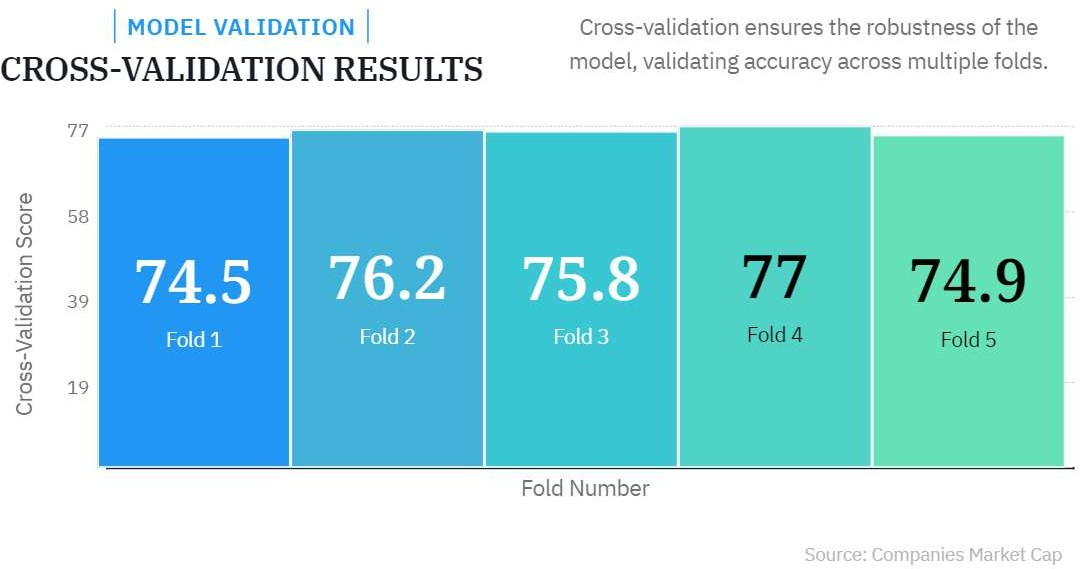 MODEL VALIDATION
CROSS-VALIDATION RESULTS
Cross-validation ensures the robustness of the
model, validating accuracy across multiple folds.
Cross-Validation Score
77
58
39
19
74.5
Fold 1
76.2
Fold 2
75.8
Fold 3
77
Fold 4
74.9
Fold 5
Fold Number
Source: Companies Market Cap